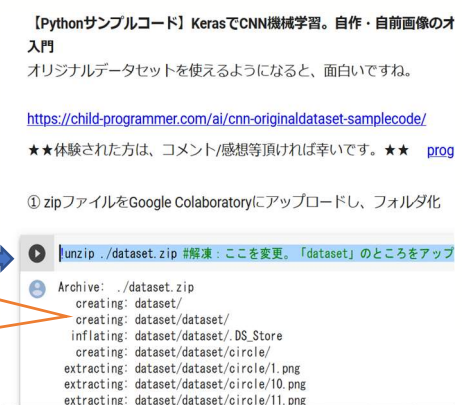 【Pythonサンプルコード】KerasでCNN機械学習。自作・自前画像のオ
入門
オリジナルデータセットを使えるようになると、面白いですね。
https://child-programmer.com/ai/cnn-originaldataset-samplecode/
★★体験された方は、コメント/感想等頂ければ幸いです。★★ prog
① zipファイルをGoogle Colaboratoryにアップロードし、フォルダ化
!unzip ./dataset.zip #解凍：ここを変更。「dataset」のところをアップ
Archive: ./dataset.zip
creating: dataset/
creating: dataset/dataset/
inflating: dataset/dataset/.DS_Store
creating: dataset/dataset/circle/
extracting: dataset/dataset/circle/1.png
extracting: dataset/dataset/circle/10.png
extracting: dataset/dataset/circle/11.png